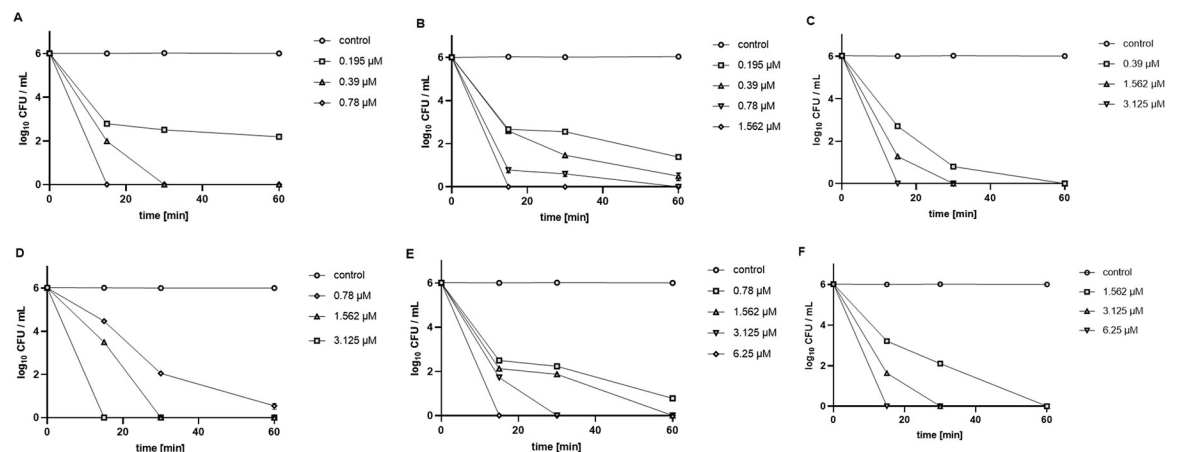 A
log10 CFU / mL
6
4
2
0
0 20 40 60
time [min]
control
0.195 µM
0.39 µM
0.78 µM
B
log10 CFU / mL
6
4
2
0
0 20 40 60
time [min]
control
0.195 µM
0.39 µM
0.78 µM
1.562 µM
C
log10 CFU / mL
6
4
2
0
0 20 40 60
time [min]
control
0.39 µM
1.562 µM
3.125 µM
D
log10 CFU / mL
6
4
2
0
0 20 40 60
time [min]
control
0.78 µM
1.562 µM
3.125 µM
E
log10 CFU / mL
6
4
2
0
0 20 40 60
time [min]
control
0.78 µM
1.562 µM
3.125 µM
6.25 µM
F
log10 CFU / mL
6
4
2
0
0 20 40 60
time [min]
control
1.562 µM
3.125 µM
6.25 µM